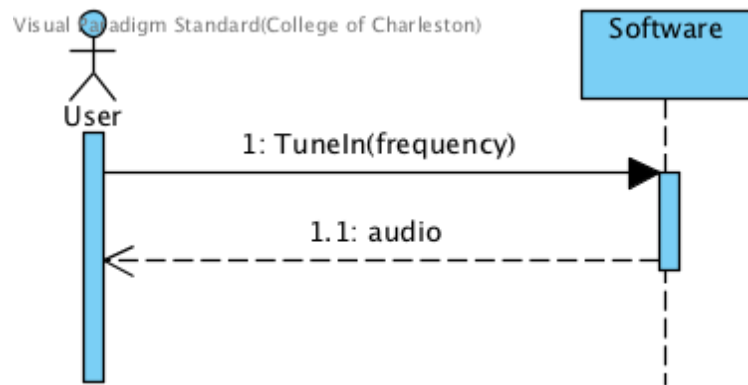 Visual Paradigm Standard(College of Charleston)
Software
User
1: TuneIn(frequency)
1.1: audio